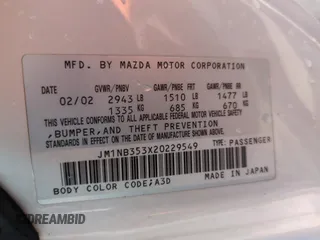 MFD. BY MAZDA MOTOR CORPORATION
DATE GVWR/PNBV GAWR/PNBE FRT GAWR/PNBE RR
02/02 2943 LB 1510 LB 1477 LB
1335 KG 685 KG 670 KG
THIS VEHICLE CONFORMS TO ALL APPLICABLE
FEDERAL MOTOR VEHICLE SAFETY
,BUMPER, AND THEFT PREVENTION
STANDARDS IN EFFECT ON THE DATE OF
MANUFACTURE SHOWN ABOVE.
JM1NB353X20229549 TYPE: PASSENGER
MADE IN JAPAN
BODY COLOR CODE;A3D
IDREAMBID